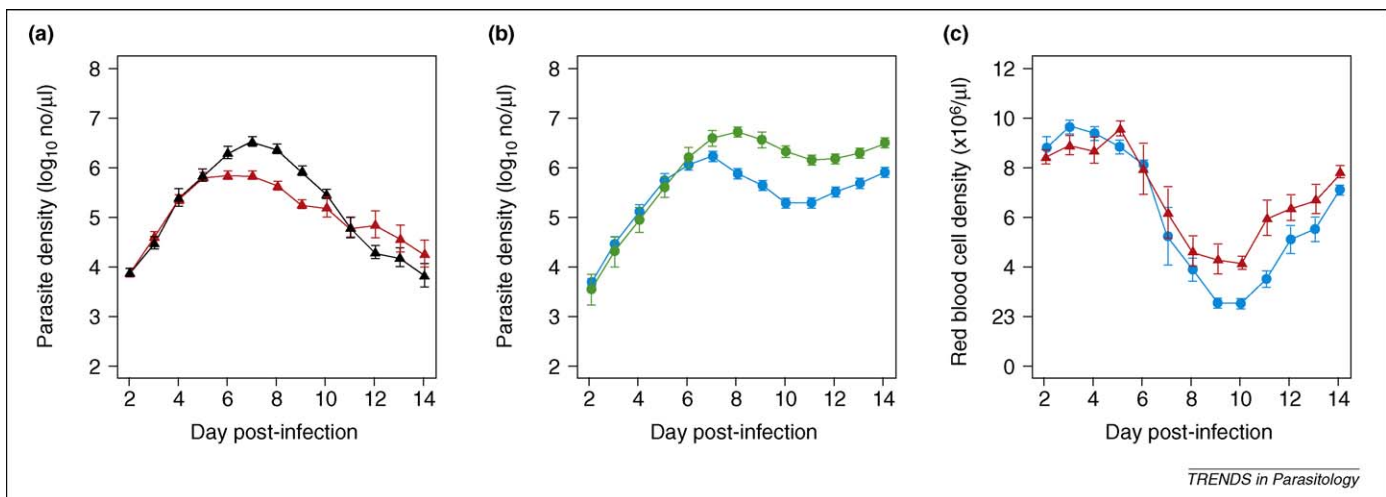 (a)
Parasite density (log10 no/μl)
8
7
6
5
4
3
2
2 4 6 8 10 12 14
Day post-infection
(b)
Parasite density (log10 no/μl)
8
7
6
5
4
3
2
2 4 6 8 10 12 14
Day post-infection
(c)
Red blood cell density (x10⁶/μl)
12
10
8
6
4
23
0
2 4 6 8 10 12 14
Day post-infection
TRENDS in Parasitology